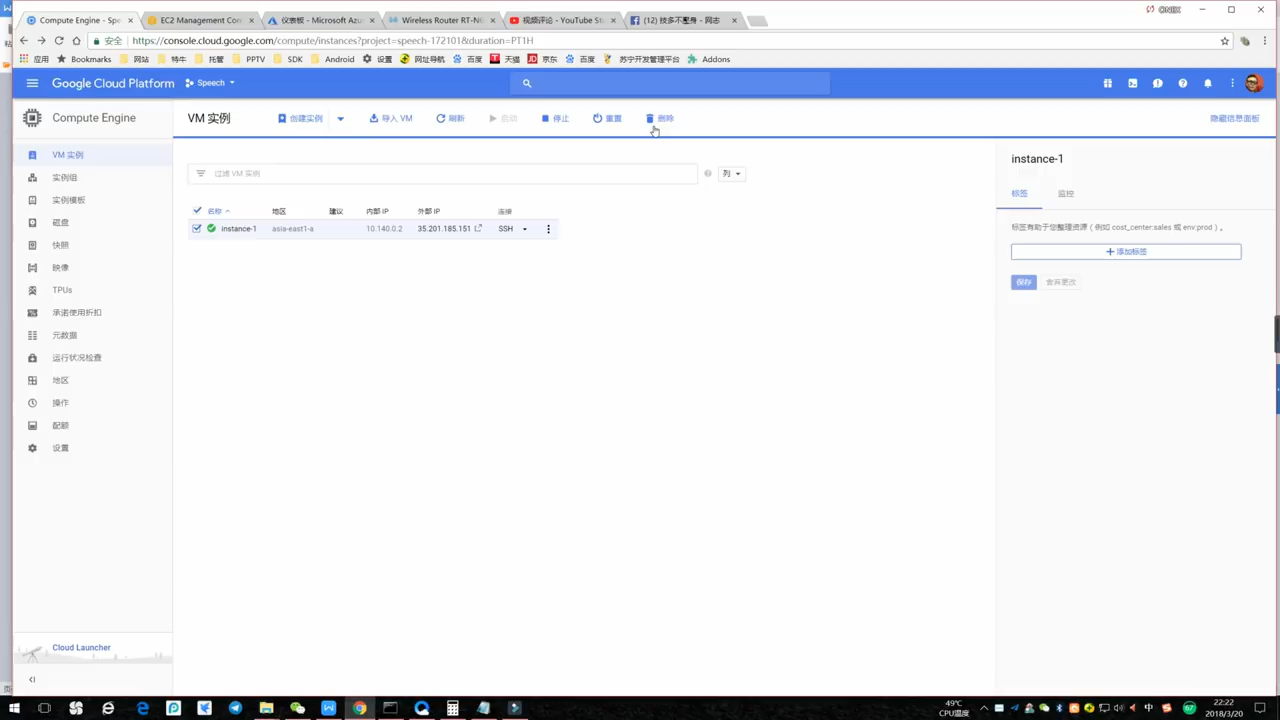 Compute Engine - Spe
EC2 Management Con
仪表板 - Microsoft Azu
Wireless Router RT-N
视频评论 - YouTube St
(12) 技多不壓身 - 网志
安全 https://console.cloud.google.com/compute/instances?project=speech-172101&duration=PT1H
应用 Bookmarks 网站 特牛 托管 PPTV SDK Android 设置 网址导航 百度 天猫 京东 百度 苏宁开发管理平台 Addons
Google Cloud Platform Speech
Compute Engine
VM 实例 创建实例 导入 VM 刷新 启动 停止 重置 删除 隐藏信息面板
VM 实例
实例组
实例模板
磁盘
快照
映像
TPUs
承诺使用折扣
元数据
运行状况检查
地区
操作
配额
设置
Cloud Launcher
过滤 VM 实例 列
名称 地区 建议 内部 IP 外部 IP 连接
instance-1 asia-east1-a 10.140.0.2 35.201.185.151 SSH
instance-1
标签 监控
标签有助于您整理资源（例如 cost_center:sales 或 env:prod）。
添加标签
保存 舍弃更改
49℃
CPU温度
中
67
22:22
2018/3/20